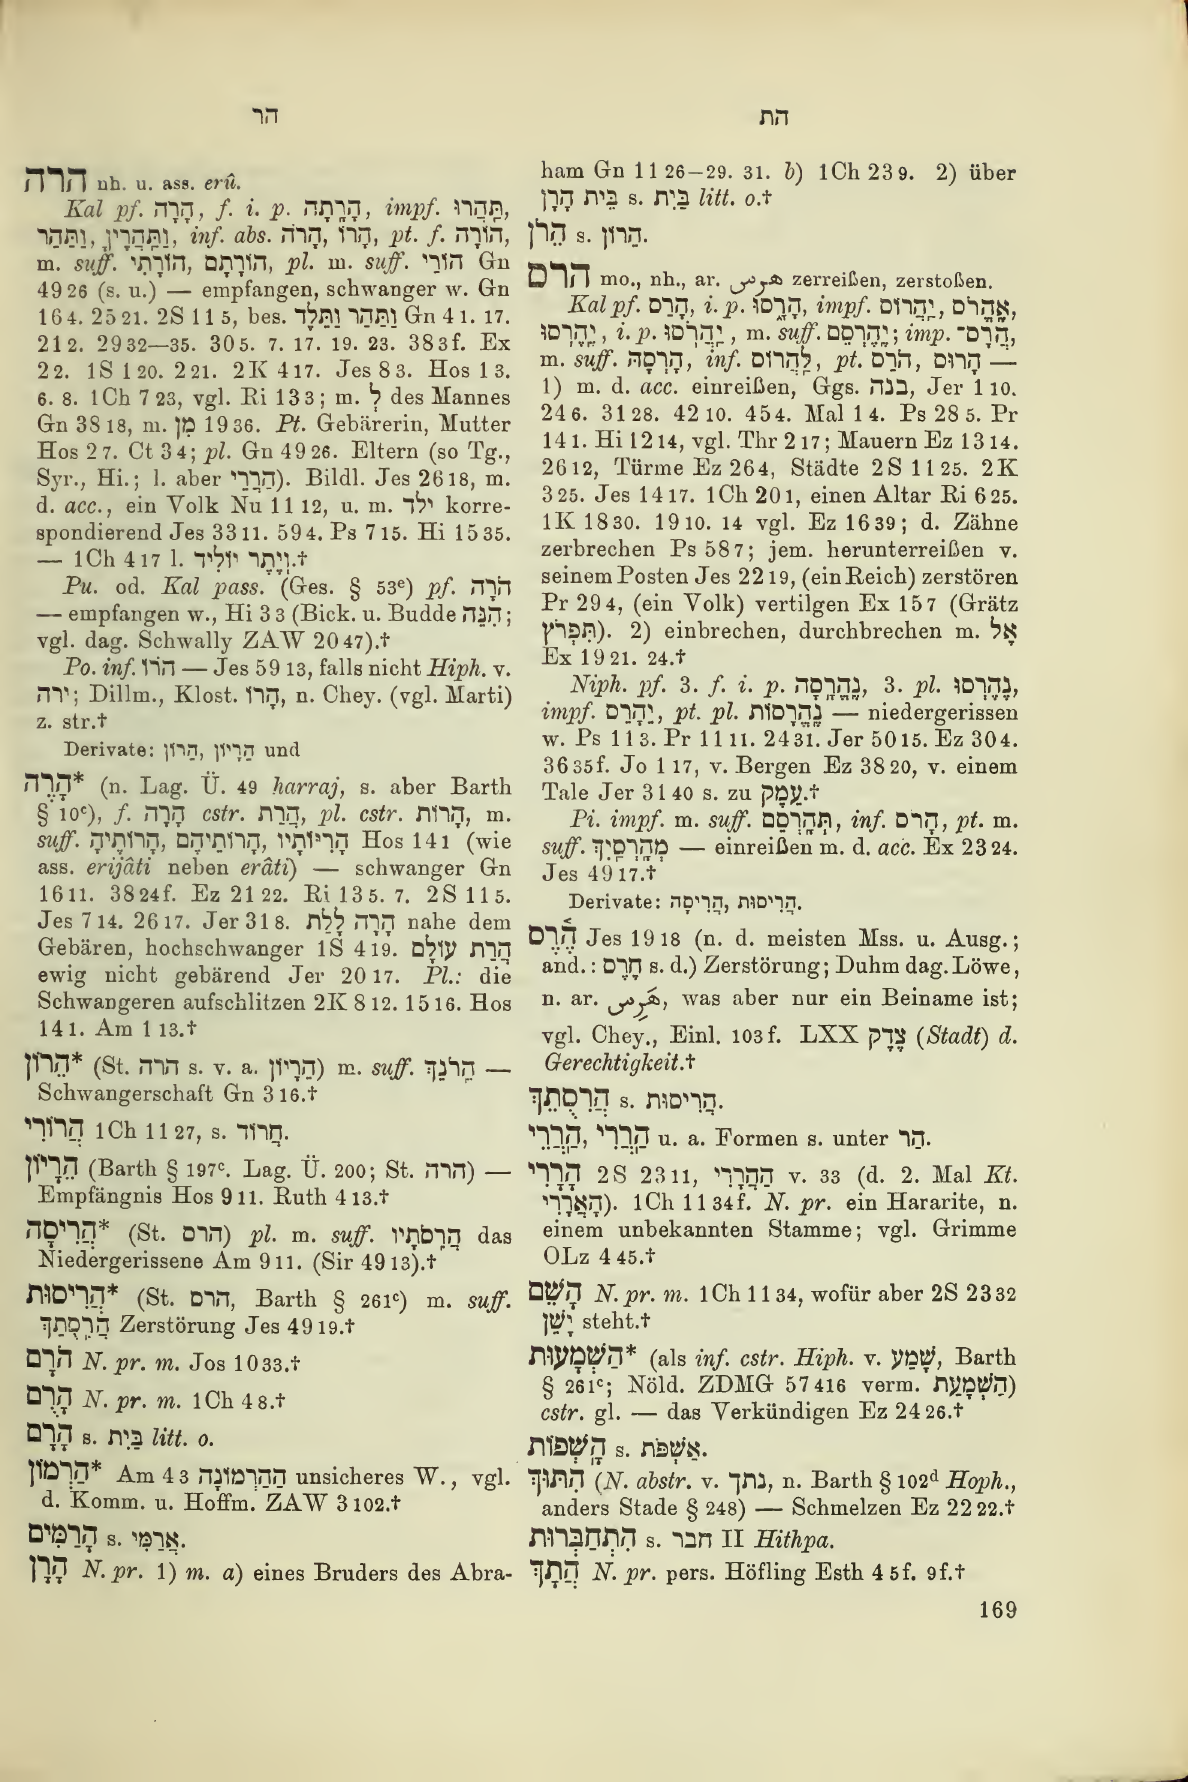 הר
הת
הרה nh. u. ass. erû.
Kal pf. הָרָה, f. i. p. הָרָתָה, impf. תַּהֲרוּ,
וַתַּהֲרֶיןָ, וַתַּהַר, inf. abs. הָרֹה, הָרוֹ, pt. f. הוֹרָה,
m. suff. הוֹרָתִי, הוֹרָתָם, pl. m. suff. הוֹרַי Gn
49 26 (s. u.) — empfangen, schwanger w. Gn
16 4. 25 21. 2S 11 5, bes. וַתַּהַר וַתֵּלֶד Gn 4 1. 17.
21 2. 29 32—35. 30 5. 7. 17. 19. 23. 38 3f. Ex
2 2. 1S 1 20. 2 21. 2K 4 17. Jes 8 3. Hos 1 3.
6. 8. 1Ch 7 23, vgl. Ri 13 3; m. לְ des Mannes
Gn 38 18, m. מִן 19 36. Pt. Gebärerin, Mutter
Hos 2 7. Ct 3 4; pl. Gn 49 26. Eltern (so Tg.,
Syr., Hi.; l. aber הַרֲרֵי). Bildl. Jes 26 18, m.
d. acc., ein Volk Nu 11 12, u. m. ילד korre-
spondierend Jes 33 11. 59 4. Ps 7 15. Hi 15 35.
— 1Ch 4 17 l. וְיֶתֶר יוֹלִיד.†
Pu. od. Kal pass. (Ges. § 53ᵉ) pf. הֹרָה
— empfangen w., Hi 3 3 (Bick. u. Budde הִנֵּה;
vgl. dag. Schwally ZAW 20 47).†
Po. inf. הֹרוֹ — Jes 59 13, falls nicht Hiph. v.
ירה; Dillm., Klost. הָרוֹ, n. Chey. (vgl. Marti)
z. str.†
Derivate: הֵרָיוֹן, הֵרוֹן und
הָרֶה* (n. Lag. Ü. 49 harraj, s. aber Barth
§ 10ᶜ), f. הָרָה cstr. הֲרַת, pl. cstr. הָרוֹת, m.
suff. הָרִיּוֹתָיו, הָרוֹתֵיהֶם, הָרוֹתֶיהָ Hos 14 1 (wie
ass. erijâti neben erâti) — schwanger Gn
16 11. 38 24f. Ez 21 22. Ri 13 5. 7. 2S 11 5.
Jes 7 14. 26 17. Jer 31 8. הָרָה לָלַת nahe dem
Gebären, hochschwanger 1S 4 19. הֲרַת עוֹלָם
ewig nicht gebärend Jer 20 17. Pl.: die
Schwangeren aufschlitzen 2K 8 12. 15 16. Hos
14 1. Am 1 13.†
הֵרוֹן* (St. הרה s. v. a. הֵרָיוֹן) m. suff. הֵרֹנֵךְ —
Schwangerschaft Gn 3 16.†
הֲרוֹרִי 1Ch 11 27, s. חֲרוֹד.
הֵרָיוֹן (Barth § 197ᶜ. Lag. Ü. 200; St. הרה) —
Empfängnis Hos 9 11. Ruth 4 13.†
הֲרִיסָה* (St. הרס) pl. m. suff. הֲרִסֹתָיו das
Niedergerissene Am 9 11. (Sir 49 13).†
הֲרִיסוּת* (St. הרס, Barth § 261ᶜ) m. suff.
הֲרִסֻתֵךְ Zerstörung Jes 49 19.†
הֹרָם N. pr. m. Jos 10 33.†
הָרֻם N. pr. m. 1Ch 4 8.†
הָרָם s. בַּיִת litt. o.
הַרְמוֹן* Am 4 3 הַהַרְמוֹנָה unsicheres W., vgl.
d. Komm. u. Hoffm. ZAW 3 102.†
הָרַמִּים s. אֲרַמִּי.
הָרָן N. pr. 1) m. a) eines Bruders des Abra-
ham Gn 11 26—29. 31. b) 1Ch 23 9. 2) über
בֵּית הָרָן s. בַּיִת litt. o.†
הֵרֹן s. הֵרוֹן.
הרס mo., nh., ar. هرس zerreißen, zerstoßen.
Kal pf. הָרַס, i. p. הָרָסוּ, impf. יַהֲרוֹס, אֶהֱרֹס,
יֶהֶרְסוּ, i. p. יַהֲרֹסוּ, m. suff. יֶהֶרְסֵם; imp. הֲרָס־,
m. suff. הָרְסָהּ, inf. לַהֲרוֹס, pt. הֹרֵס, הָרוּס —
1) m. d. acc. einreißen, Ggs. בנה, Jer 1 10.
24 6. 31 28. 42 10. 45 4. Mal 1 4. Ps 28 5. Pr
14 1. Hi 12 14, vgl. Thr 2 17; Mauern Ez 13 14.
26 12, Türme Ez 26 4, Städte 2S 11 25. 2K
3 25. Jes 14 17. 1Ch 20 1, einen Altar Ri 6 25.
1K 18 30. 19 10. 14 vgl. Ez 16 39; d. Zähne
zerbrechen Ps 58 7; jem. herunterreißen v.
seinem Posten Jes 22 19, (ein Reich) zerstören
Pr 29 4, (ein Volk) vertilgen Ex 15 7 (Grätz
תִּפְרֹץ). 2) einbrechen, durchbrechen m. אֶל
Ex 19 21. 24.†
Niph. pf. 3. f. i. p. נֶהֱרָסָה, 3. pl. נֶהֶרְסוּ,
impf. יֵהָרֵס, pt. pl. נֶהֱרָסוֹת — niedergerissen
w. Ps 11 3. Pr 11 11. 24 31. Jer 50 15. Ez 30 4.
36 35f. Jo 1 17, v. Bergen Ez 38 20, v. einem
Tale Jer 31 40 s. zu עֵמֶק.†
Pi. impf. m. suff. תְּהָרְסֵם, inf. הָרֵס, pt. m.
suff. מְהָרְסַיִךְ — einreißen m. d. acc. Ex 23 24.
Jes 49 17.†
Derivate: הֲרִיסוּת, הֲרִיסָה.
הֶרֶס Jes 19 18 (n. d. meisten Mss. u. Ausg.;
and.: חֶרֶס s. d.) Zerstörung; Duhm dag. Löwe,
n. ar. هَرِس, was aber nur ein Beiname ist;
vgl. Chey., Einl. 103f. LXX צֶדֶק (Stadt) d.
Gerechtigkeit.†
הֲרִסֻתֵךְ s. הֲרִיסוּת.
הֲרָרֵי, הַרֲרֵי u. a. Formen s. unter הַר.
הָרָרִי 2S 23 11, הַהֲרָרִי v. 33 (d. 2. Mal Kt.
הָאֲרָרִי). 1Ch 11 34f. N. pr. ein Hararite, n.
einem unbekannten Stamme; vgl. Grimme
OLz 4 45.†
הָשֵׁם N. pr. m. 1Ch 11 34, wofür aber 2S 23 32
יָשֵׁן steht.†
הַשְׁמָעוּת* (als inf. cstr. Hiph. v. שָׁמַע, Barth
§ 261ᶜ; Nöld. ZDMG 57 416 verm. הַשְׁמָעַת)
cstr. gl. — das Verkündigen Ez 24 26.†
הָשְׁפוֹת s. אַשְׁפֹּת.
הִתּוּךְ (N. abstr. v. נתך, n. Barth § 102ᵈ Hoph.,
anders Stade § 248) — Schmelzen Ez 22 22.†
הִתְחַבְּרוּת s. חבר II Hithpa.
הֲתָךְ N. pr. pers. Höfling Esth 4 5f. 9f.†
169